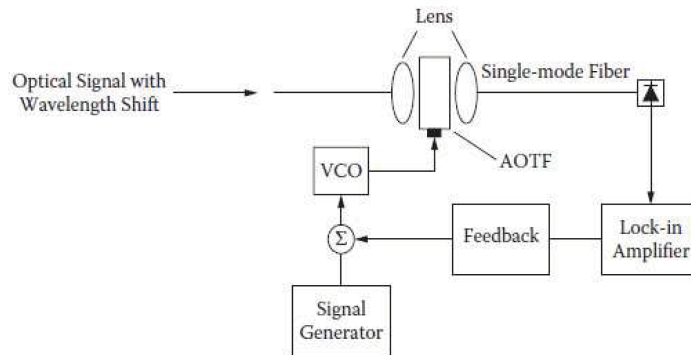 Lens
Optical Signal with
Wavelength Shift
Single-mode Fiber
AOTF
VCO
Σ
Feedback
Lock-in
Amplifier
Signal
Generator